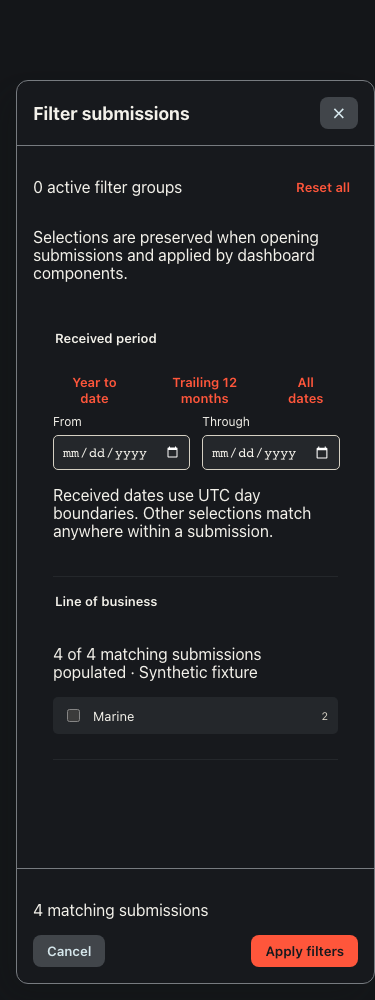 Filter submissions
0 active filter groups
Reset all
Selections are preserved when opening
submissions and applied by dashboard
components.
Received period
Year to
date
Trailing 12
months
All
dates
From
Through
mm/dd/yyyy
mm/dd/yyyy
Received dates use UTC day
boundaries. Other selections match
anywhere within a submission.
Line of business
4 of 4 matching submissions
populated · Synthetic fixture
Marine
2
4 matching submissions
Cancel
Apply filters